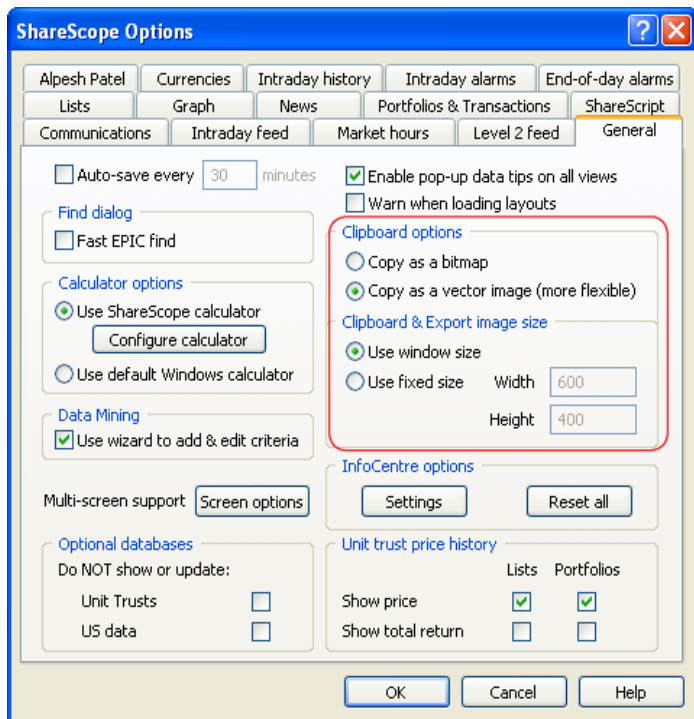 ShareScope Options
Alpesh Patel Currencies Intraday history Intraday alarms End-of-day alarms
Lists Graph News Portfolios & Transactions ShareScript
Communications Intraday feed Market hours Level 2 feed General
Auto-save every 30 minutes
Enable pop-up data tips on all views
Warn when loading layouts
Find dialog
Fast EPIC find
Clipboard options
Copy as a bitmap
Copy as a vector image (more flexible)
Calculator options
Use ShareScope calculator
Configure calculator
Use default Windows calculator
Clipboard & Export image size
Use window size
Use fixed size Width 600
Height 400
Data Mining
Use wizard to add & edit criteria
InfoCentre options
Settings Reset all
Multi-screen support Screen options
Optional databases
Do NOT show or update:
Unit Trusts
US data
Unit trust price history
Lists Portfolios
Show price
Show total return
OK Cancel Help